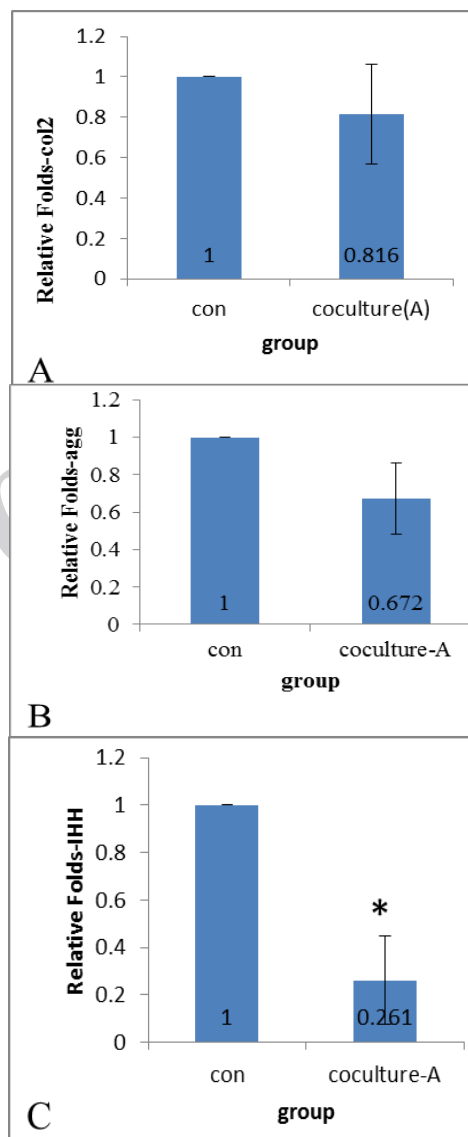 Relative Folds-col2
1.2
1
0.8
0.6
0.4
0.2
0
1
0.816
con
coculture(A)
group
A
Relative Folds-agg
1.2
1
0.8
0.6
0.4
0.2
0
1
0.672
con
coculture-A
group
B
Relative Folds-IHH
1.2
1
0.8
0.6
0.4
0.2
0
*
1
0.261
con
coculture-A
group
C